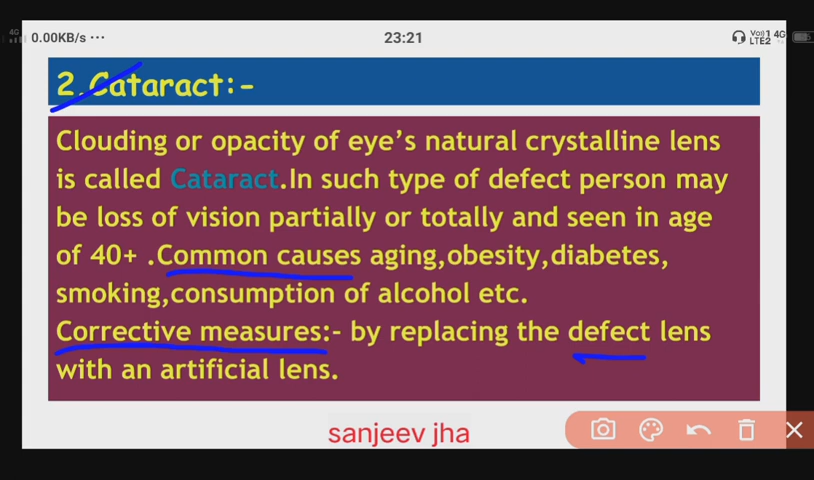 4G 0.00KB/s ... 23:21 Vo)) 1 4G
LTE2
2.Cataract:-
Clouding or opacity of eye's natural crystalline lens
is called Cataract.In such type of defect person may
be loss of vision partially or totally and seen in age
of 40+ .Common causes aging,obesity,diabetes,
smoking,consumption of alcohol etc.
Corrective measures:- by replacing the defect lens
with an artificial lens.
sanjeev jha